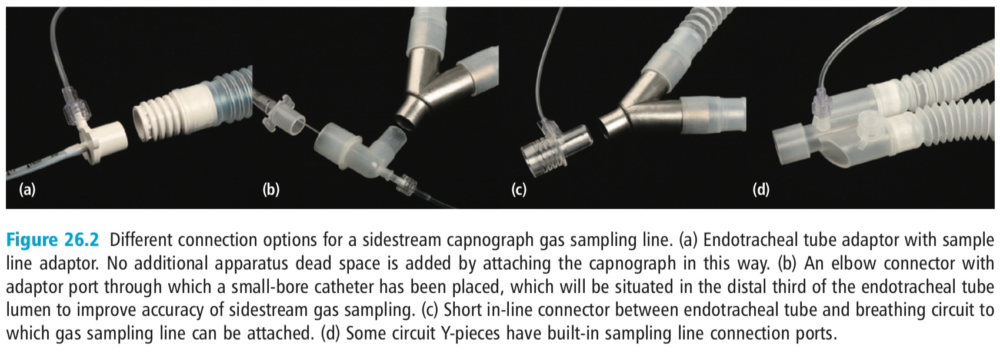 (a)
(b)
(c)
(d)
Figure 26.2 Different connection options for a sidestream capnograph gas sampling line. (a) Endotracheal tube adaptor with sample
line adaptor. No additional apparatus dead space is added by attaching the capnograph in this way. (b) An elbow connector with
adaptor port through which a small-bore catheter has been placed, which will be situated in the distal third of the endotracheal tube
lumen to improve accuracy of sidestream gas sampling. (c) Short in-line connector between endotracheal tube and breathing circuit to
which gas sampling line can be attached. (d) Some circuit Y-pieces have built-in sampling line connection ports.